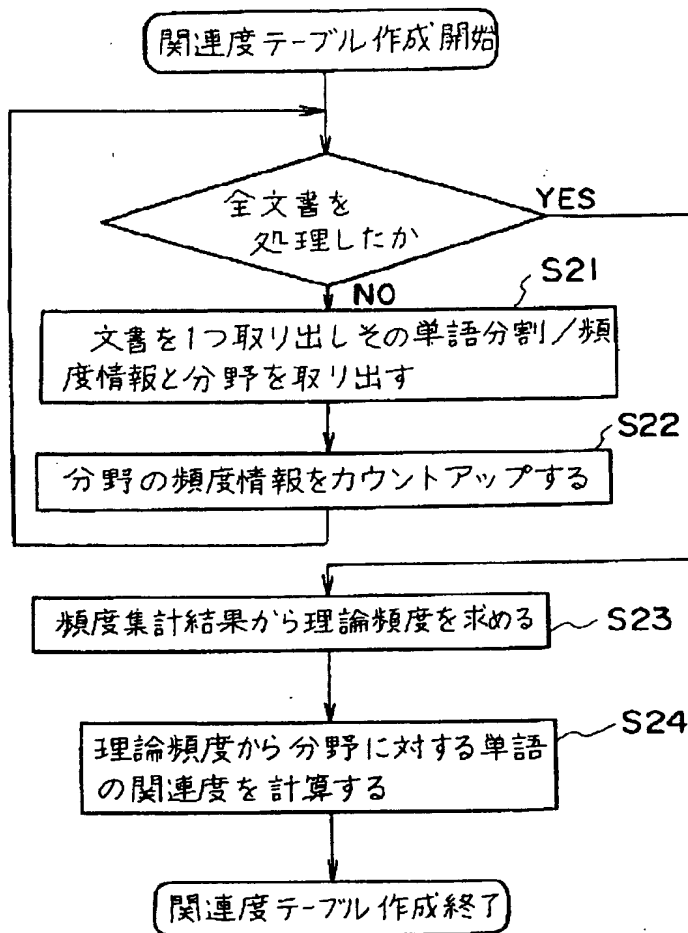 関連度テーブル作成開始
全文書を
処理したか
YES
NO
S21
文書を1つ取り出しその単語分割/頻
度情報と分野を取り出す
S22
分野の頻度情報をカウントアップする
頻度集計結果から理論頻度を求める
S23
S24
理論頻度から分野に対する単語
の関連度を計算する
関連度テーブル作成終了